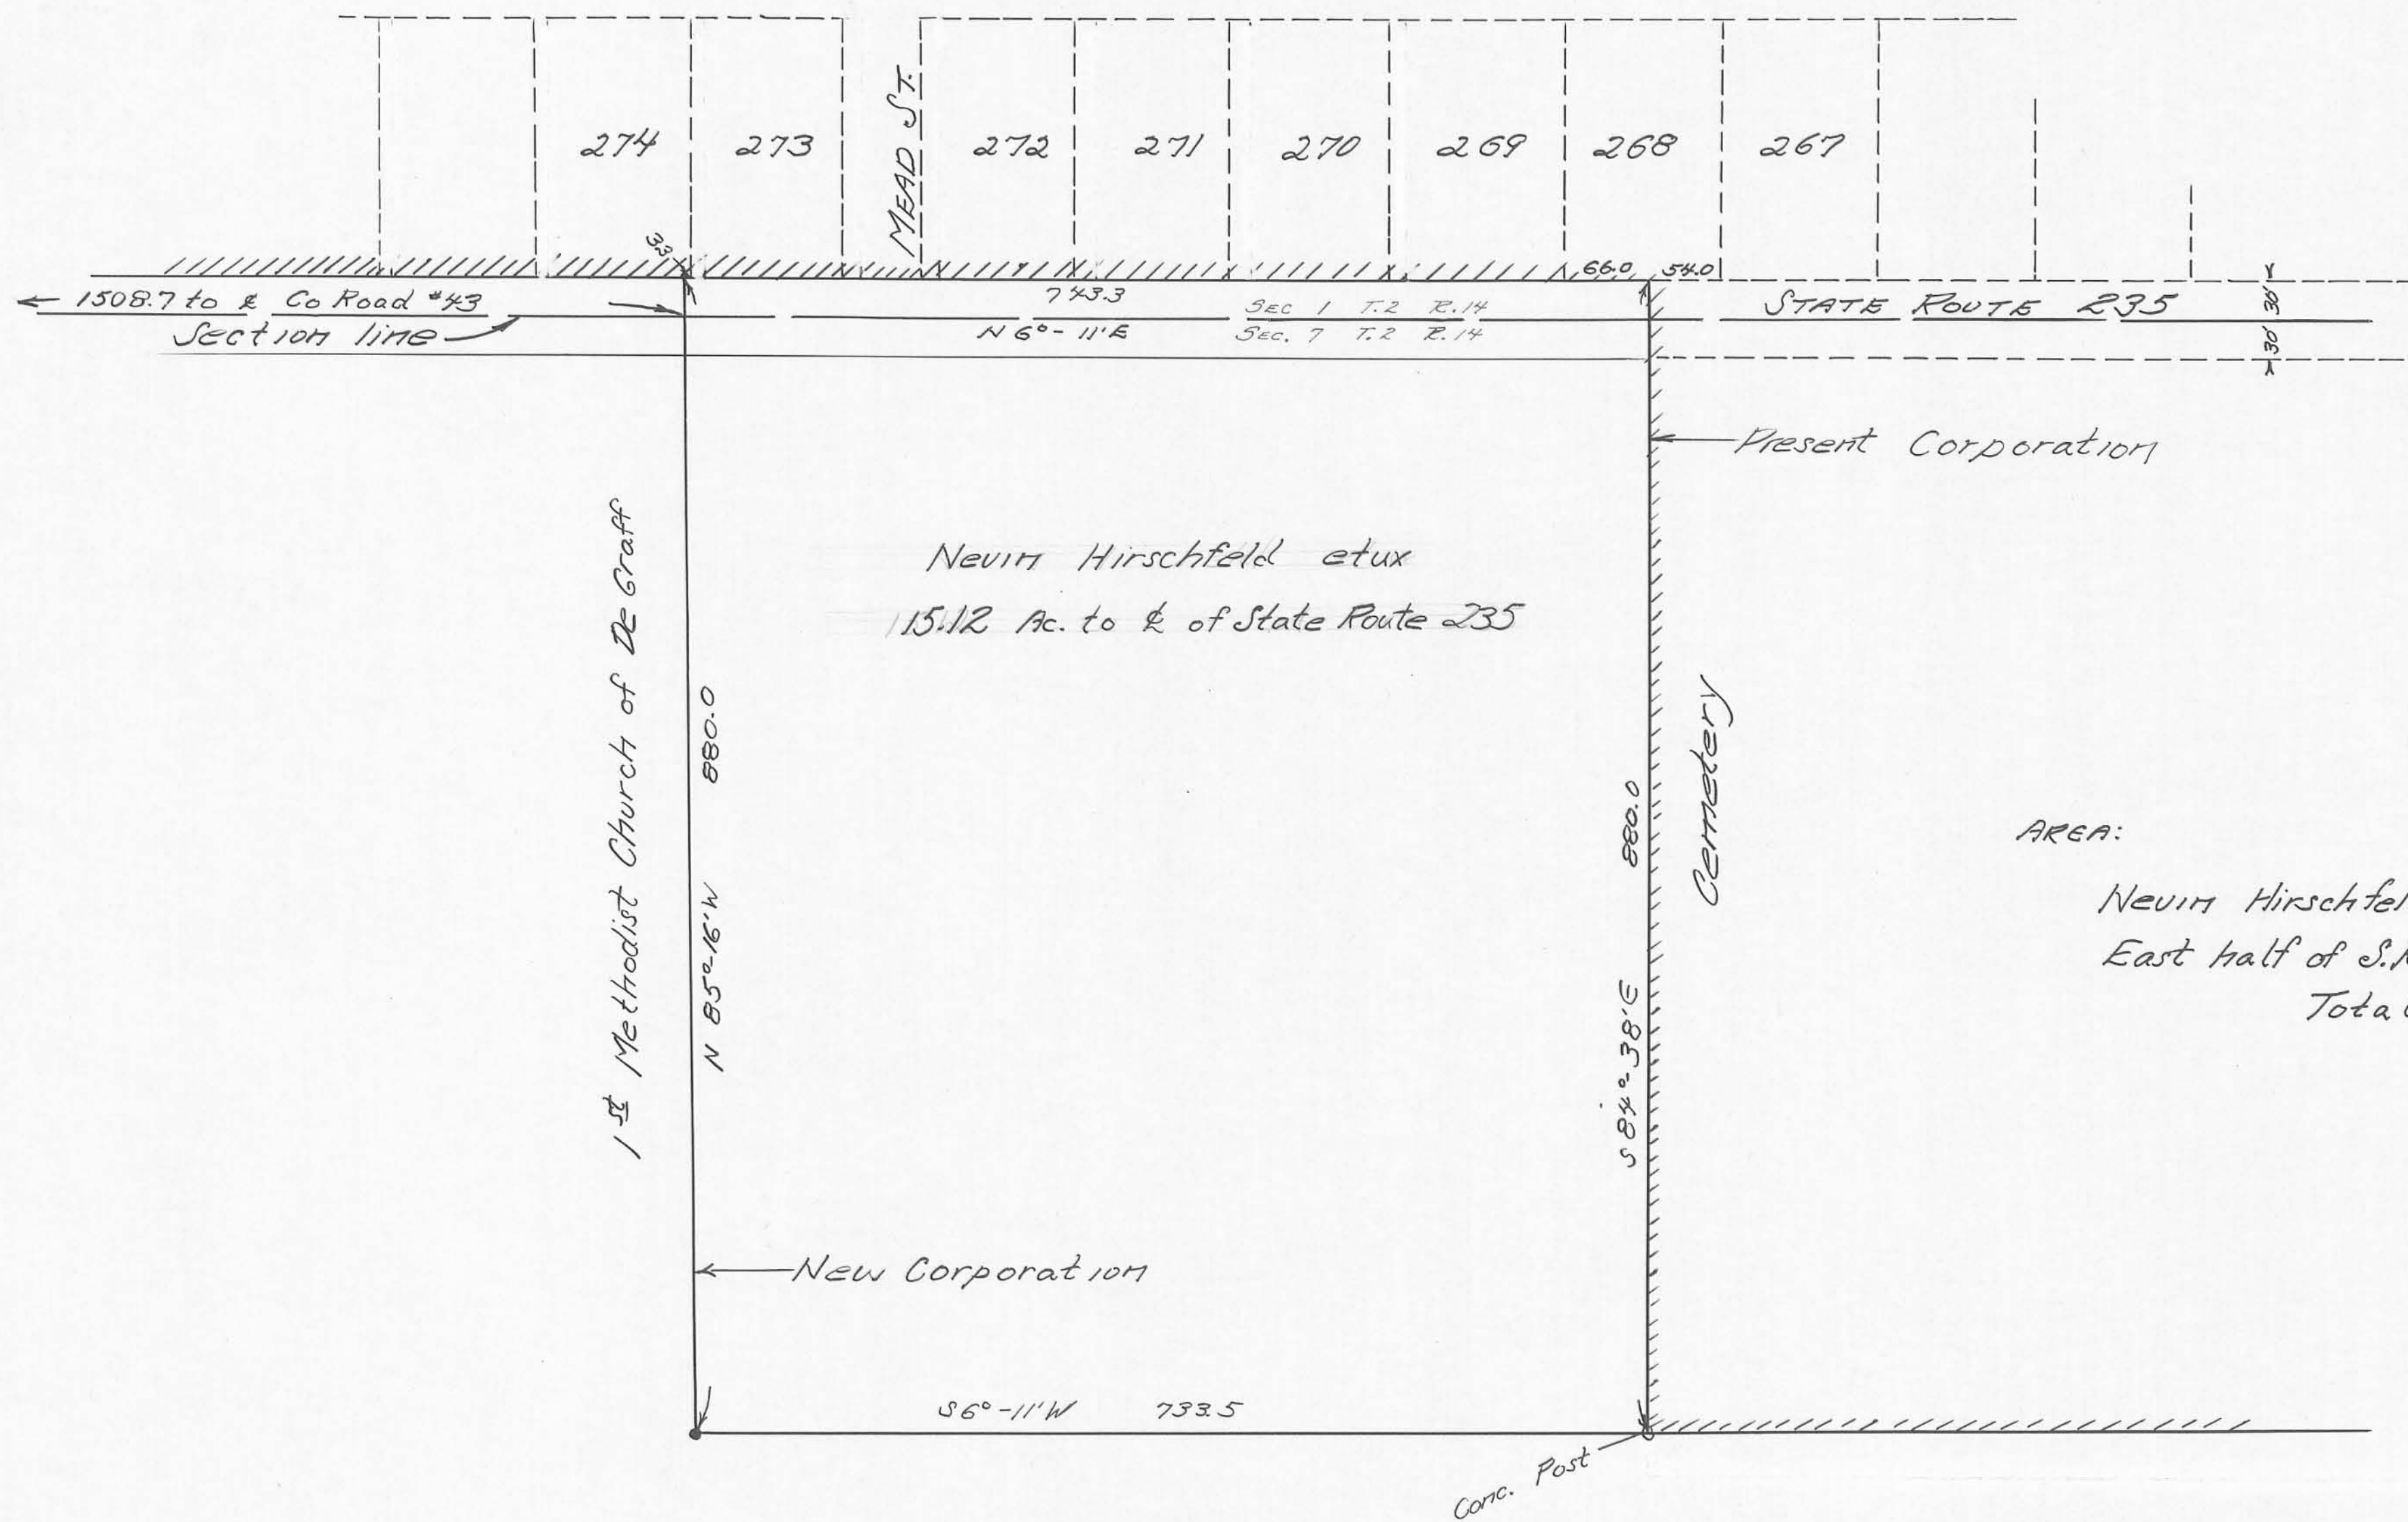 274 273 MEAD ST. 272 271 270 269 268 267
33
66.0 54.0
1508.7 to ℄ Co Road #43
743.3
SEC 1 T.2 R.14
STATE ROUTE 235
30'
Section line
N 6°-11'E
SEC. 7 T.2 R.14
30'
Present Corporation
Nevin Hirschfeld etux
15.12 Ac. to ℄ of State Route 235
1st Methodist Church of De Graff
N 85°-16'W 880.0
S 84°-38'E 880.0
Cemetery
AREA:
Nevin Hirschfel
East half of S.
Tota
New Corporation
S6°-11'W 733.5
Conc. Post